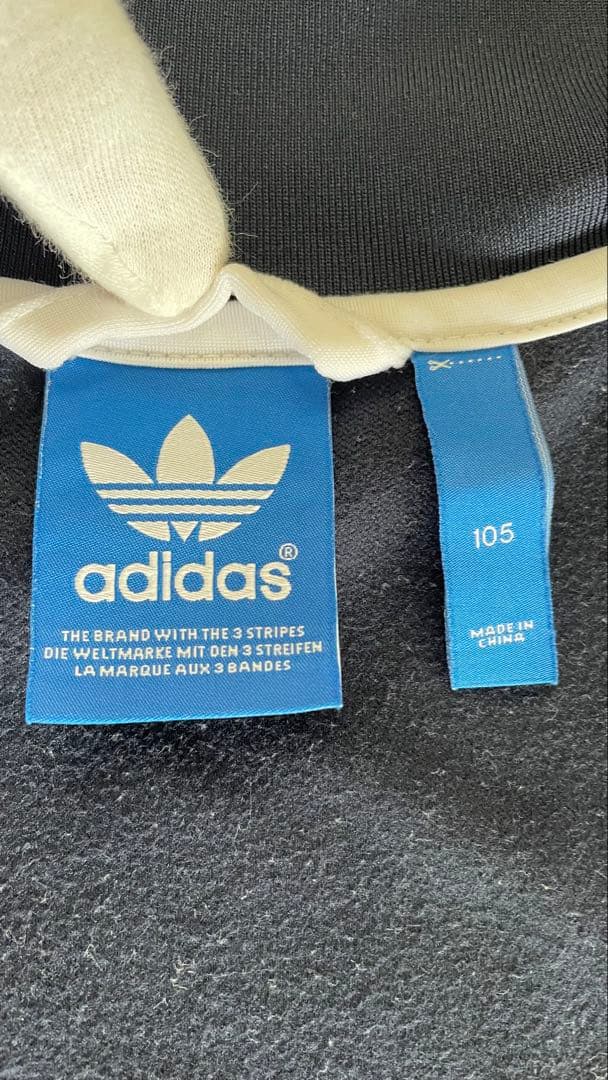 adidas®
THE BRAND WITH THE 3 STRIPES
DIE WELTMARKE MIT DEN 3 STREIFEN
LA MARQUE AUX 3 BANDES
105
MADE IN
CHINA